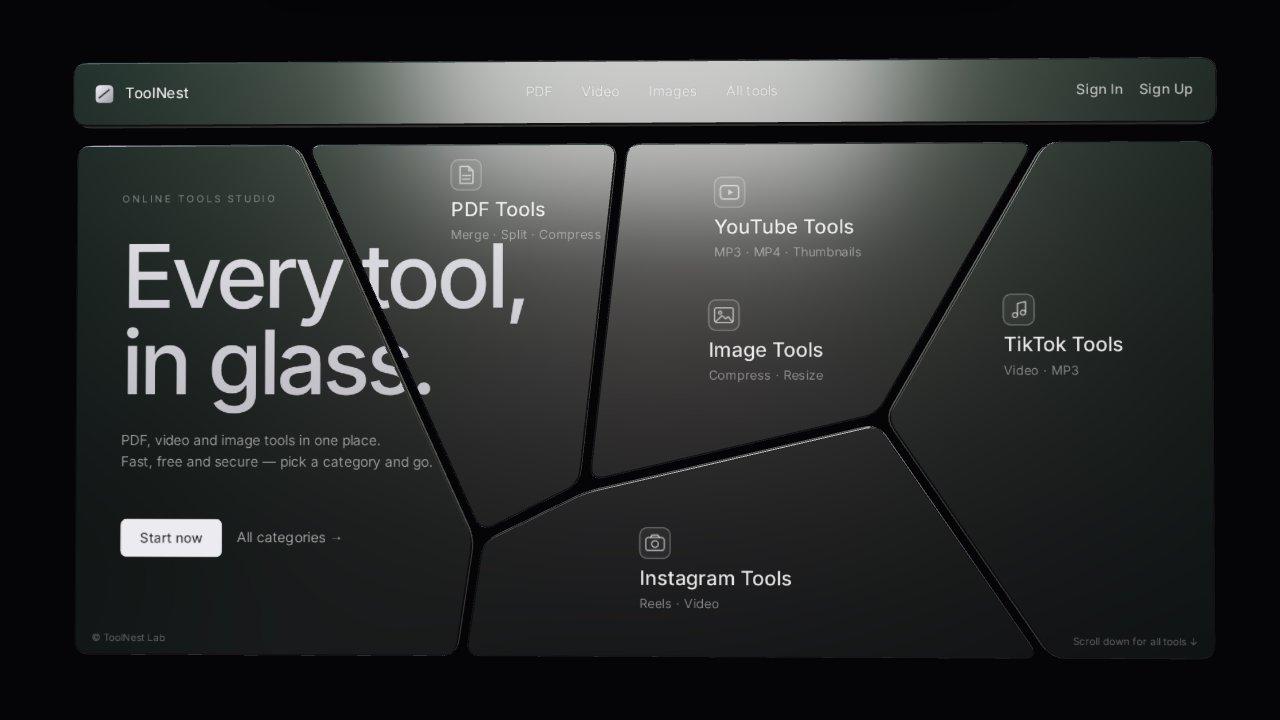 ToolNest
PDF Video Images All tools
Sign In Sign Up
ONLINE TOOLS STUDIO
Every tool,
in glass.
PDF, video and image tools in one place.
Fast, free and secure — pick a category and go.
Start now
All categories →
© ToolNest Lab
PDF Tools
Merge · Split · Compress
YouTube Tools
MP3 · MP4 · Thumbnails
Image Tools
Compress · Resize
TikTok Tools
Video · MP3
Instagram Tools
Reels · Video
Scroll down for all tools ↓